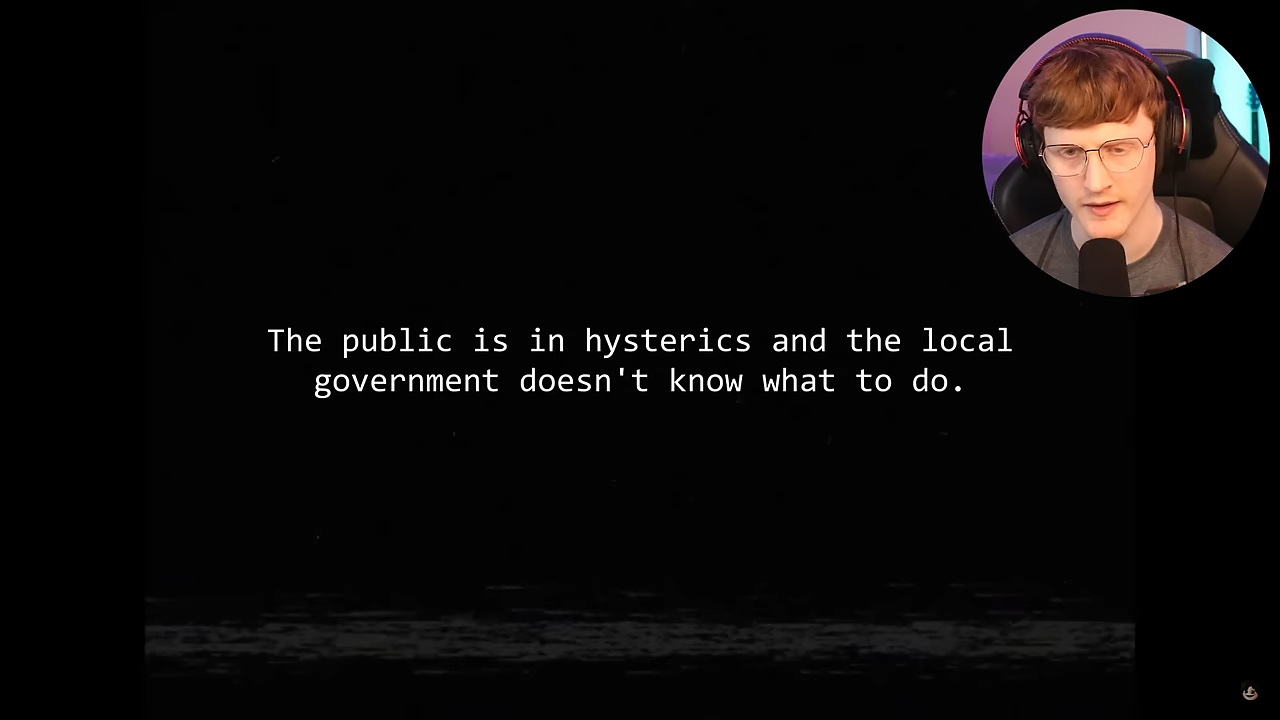 The public is in hysterics and the local
government doesn't know what to do.